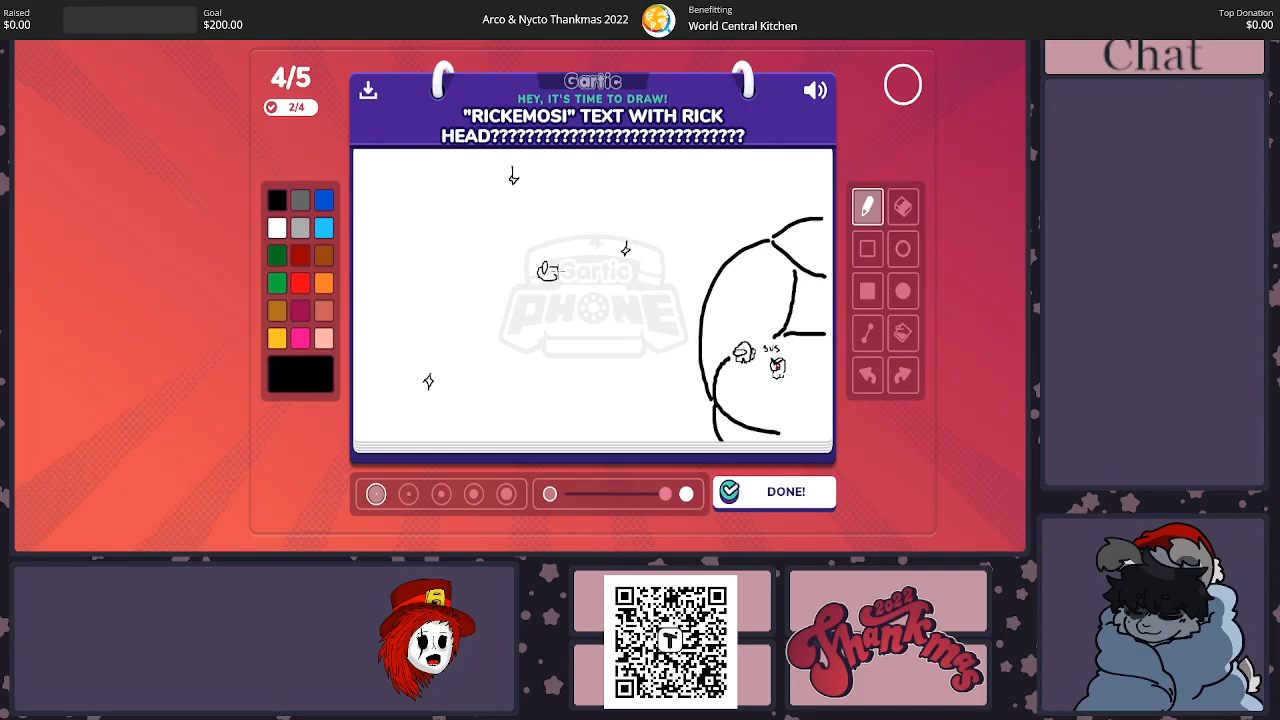 Raised
$0.00
Goal
$200.00
Arco & Nycto Thankmas 2022
Benefitting
World Central Kitchen
Top Donation
$0.00
4/5
2/4
Gartic
HEY, IT'S TIME TO DRAW!
"RICKEMOSI" TEXT WITH RICK
HEAD???????????????????????????
Gartic
PHONE
sus
DONE!
Chat
T
2022
Thankmas